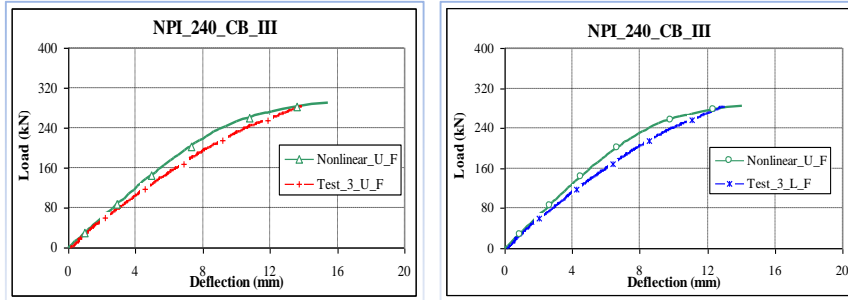 NPI_240_CB_III
400
320
240
160
80
0
Load (kN)
Nonlinear_U_F
Test_3_U_F
0
4
8
12
16
20
Deflection (mm)
NPI_240_CB_III
400
320
240
160
80
0
Load (kN)
Nonlinear_U_F
Test_3_L_F
0
4
8
12
16
20
Deflection (mm)